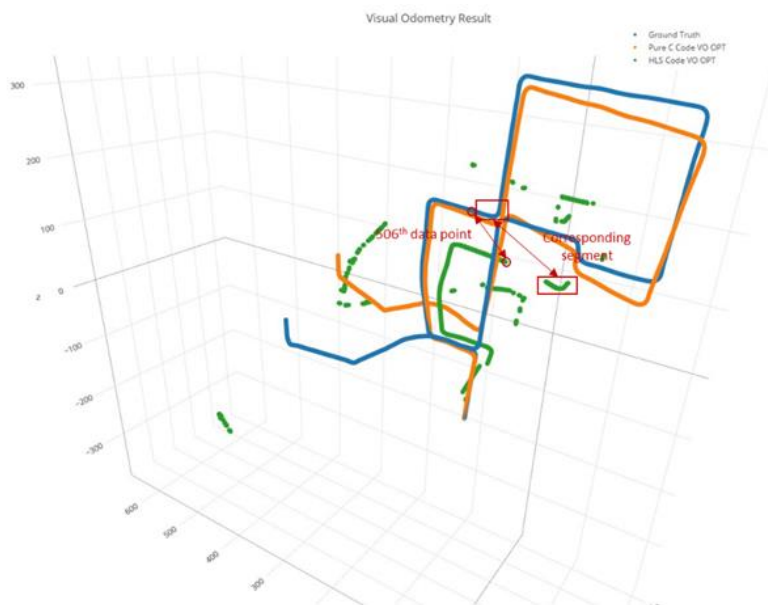 Visual Odometry Result
Ground Truth
Pure C Code VO OPT
HLS Code VO OPT
300
200
100
z
0
−100
−200
−300
506th data point
Corresponding
segment
600
500
400
300